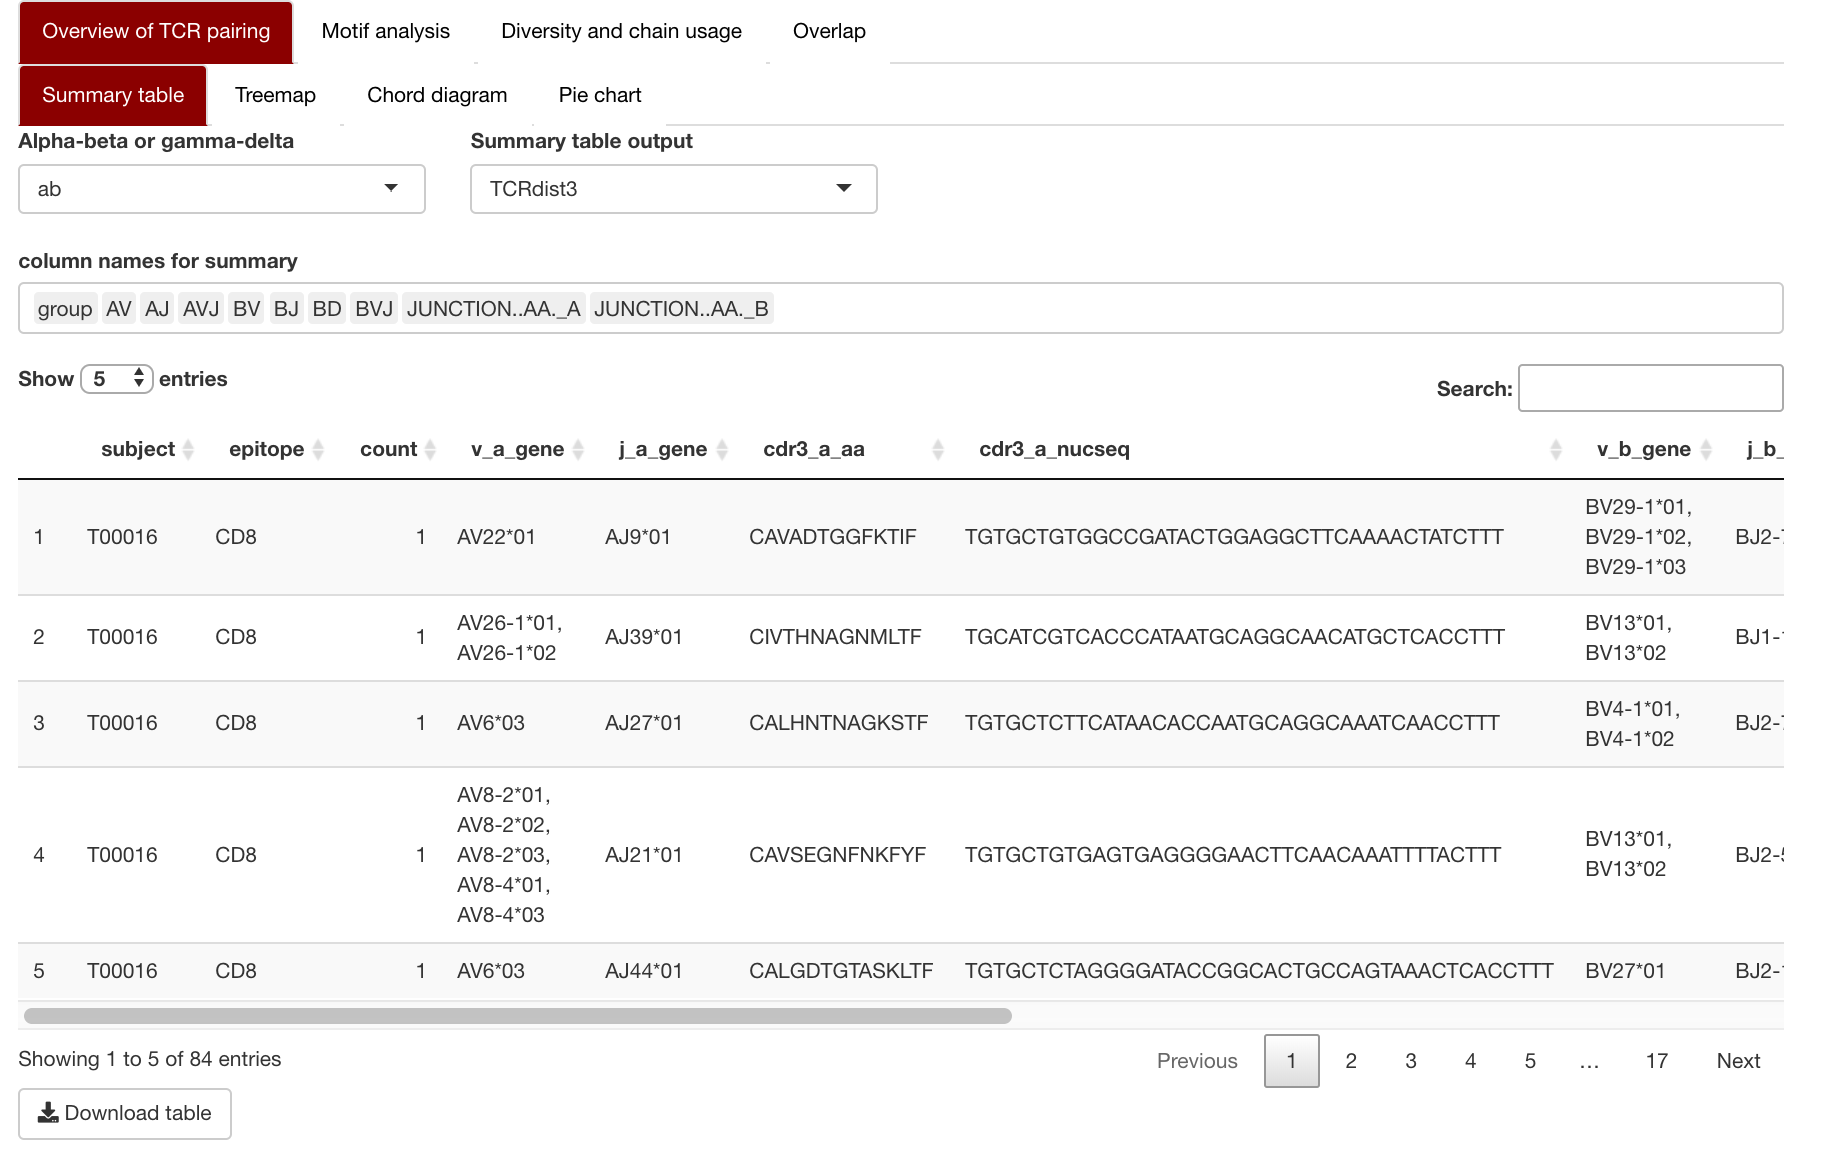 Overview of TCR pairing Motif analysis Diversity and chain usage Overlap
Summary table Treemap Chord diagram Pie chart
Alpha-beta or gamma-delta Summary table output
ab TCRdist3
column names for summary
group AV AJ AVJ BV BJ BD BVJ JUNCTION..AA._A JUNCTION..AA._B
Show 5 entries Search:
subject epitope count v_a_gene j_a_gene cdr3_a_aa cdr3_a_nucseq v_b_gene j_b_
1 T00016 CD8 1 AV22*01 AJ9*01 CAVADTGGFKTIF TGTGCTGTGGCCGATACTGGAGGCTTCAAAACTATCTTT BV29-1*01,
BV29-1*02,
BV29-1*03 BJ2-
2 T00016 CD8 1 AV26-1*01,
AV26-1*02 AJ39*01 CIVTHNAGNMLTF TGCATCGTCACCCATAATGCAGGCAACATGCTCACCTTT BV13*01,
BV13*02 BJ1-
3 T00016 CD8 1 AV6*03 AJ27*01 CALHNTNAGKSTF TGTGCTCTTCATAACACCAATGCAGGCAAATCAACCTTT BV4-1*01,
BV4-1*02 BJ2-
4 T00016 CD8 1 AV8-2*01,
AV8-2*02,
AV8-2*03,
AV8-4*01,
AV8-4*03 AJ21*01 CAVSEGNFNKFYF TGTGCTGTGAGTGAGGGGAACTTCAACAAATTTTACTTT BV13*01,
BV13*02 BJ2-
5 T00016 CD8 1 AV6*03 AJ44*01 CALGDTGTASKLTF TGTGCTCTAGGGGATACCGGCACTGCCAGTAAACTCACCTTT BV27*01 BJ2-
Showing 1 to 5 of 84 entries Previous 1 2 3 4 5 … 17 Next
Download table